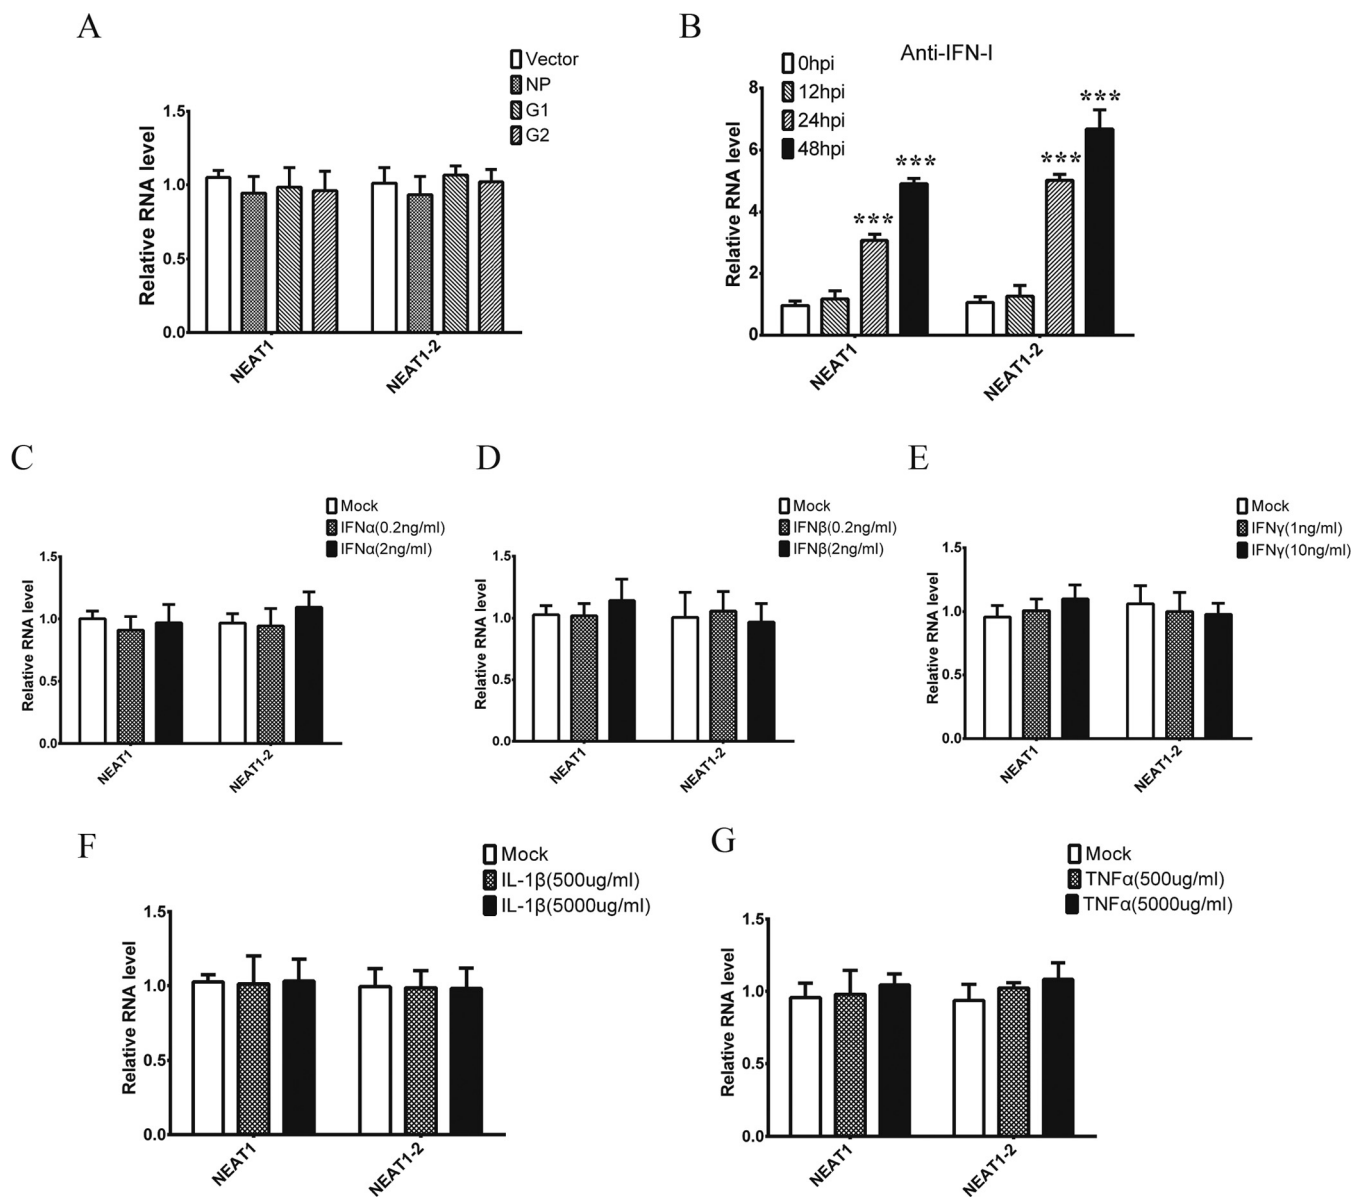 A
Vector
NP
G1
G2
1.5
1.0
0.5
0.0
Relative RNA level
NEAT1
NEAT1-2
B
Anti-IFN-I
0hpi
12hpi
24hpi
48hpi
8
6
4
2
0
Relative RNA level
***
***
***
***
NEAT1
NEAT1-2
C
Mock
IFNα(0.2ng/ml)
IFNα(2ng/ml)
1.5
1.0
0.5
0.0
Relative RNA level
NEAT1
NEAT1-2
D
Mock
IFNβ(0.2ng/ml)
IFNβ(2ng/ml)
1.5
1.0
0.5
0.0
Relative RNA level
NEAT1
NEAT1-2
E
Mock
IFNγ(1ng/ml)
IFNγ(10ng/ml)
1.5
1.0
0.5
0.0
Relative RNA level
NEAT1
NEAT1-2
F
Mock
IL-1β(500ug/ml)
IL-1β(5000ug/ml)
1.5
1.0
0.5
0.0
Relative RNA level
NEAT1
NEAT1-2
G
Mock
TNFα(500ug/ml)
TNFα(5000ug/ml)
1.5
1.0
0.5
0.0
Relative RNA level
NEAT1
NEAT1-2